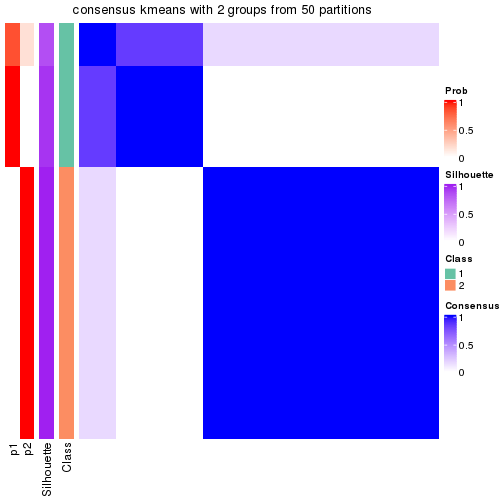 consensus kmeans with 2 groups from 50 partitions
Prob
1
0.5
0
Silhouette
1
0.5
0
Class
1
2
Consensus
1
0.5
0
p1
p2
Silhouette
Class